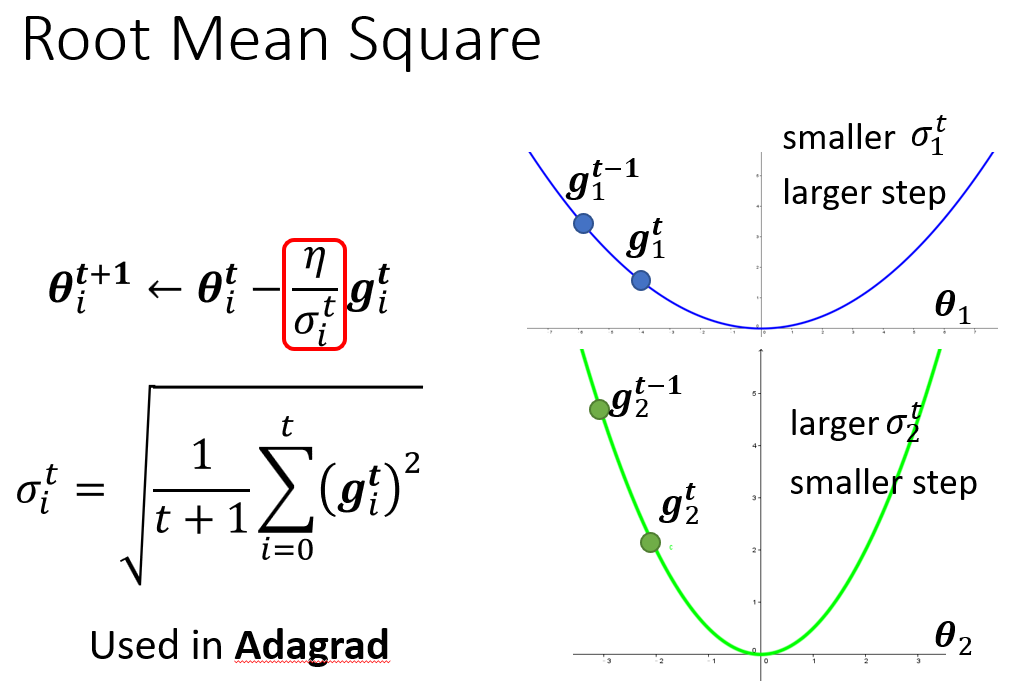 Root Mean Square
θᵢᵗ⁺¹ ← θᵢᵗ − η/σᵢᵗ gᵢᵗ
σᵢᵗ = √(1/(t + 1) ∑ᵢ₌₀ᵗ (gᵢᵗ)²)
Used in Adagrad
smaller σ₁ᵗ
larger step
g₁ᵗ⁻¹
g₁ᵗ
θ₁
g₂ᵗ⁻¹
larger σ₂ᵗ
smaller step
g₂ᵗ
θ₂